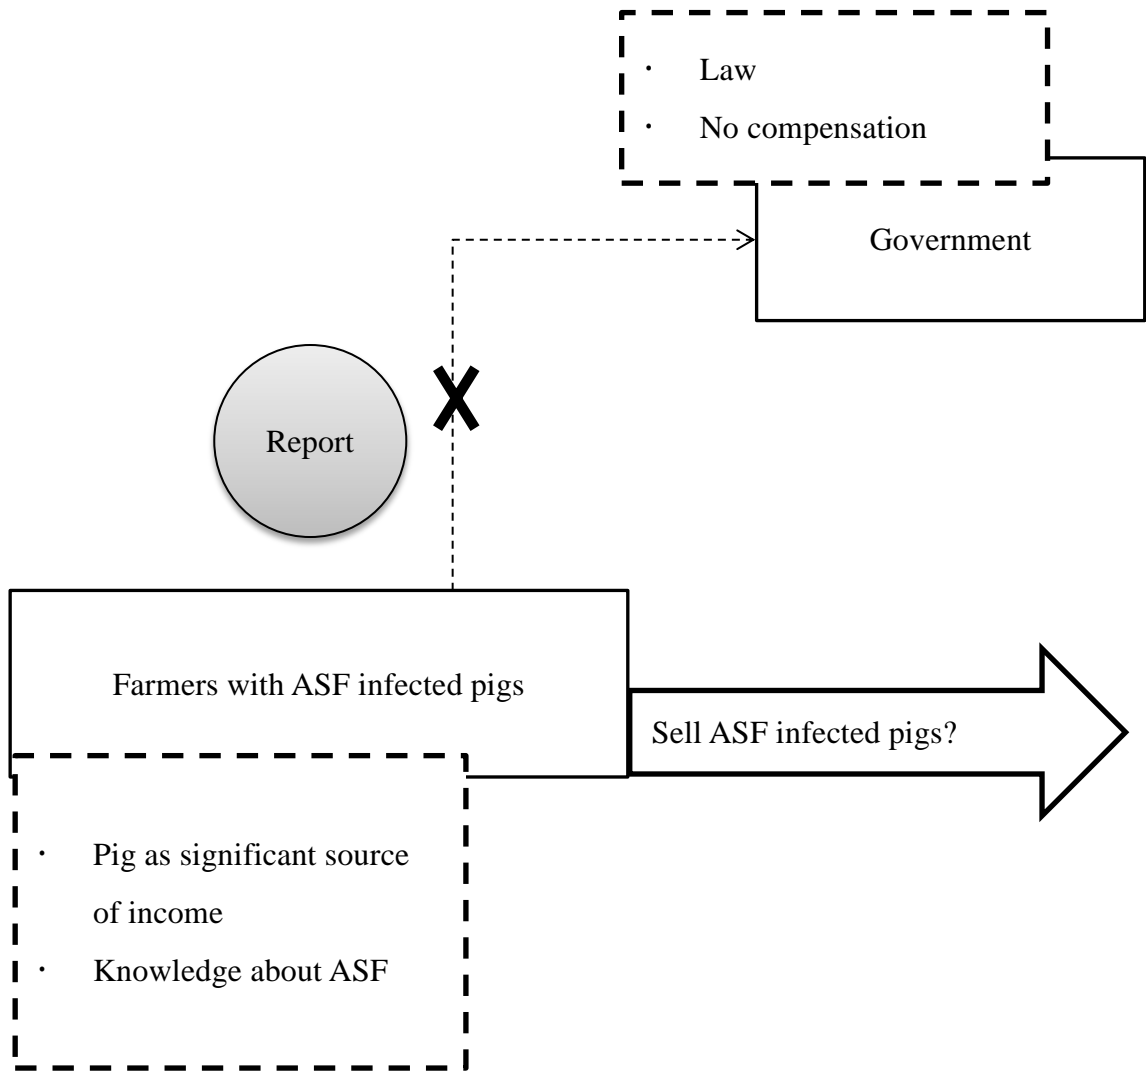 · Law
· No compensation
Government
Report
Farmers with ASF infected pigs
Sell ASF infected pigs?
· Pig as significant source
of income
· Knowledge about ASF